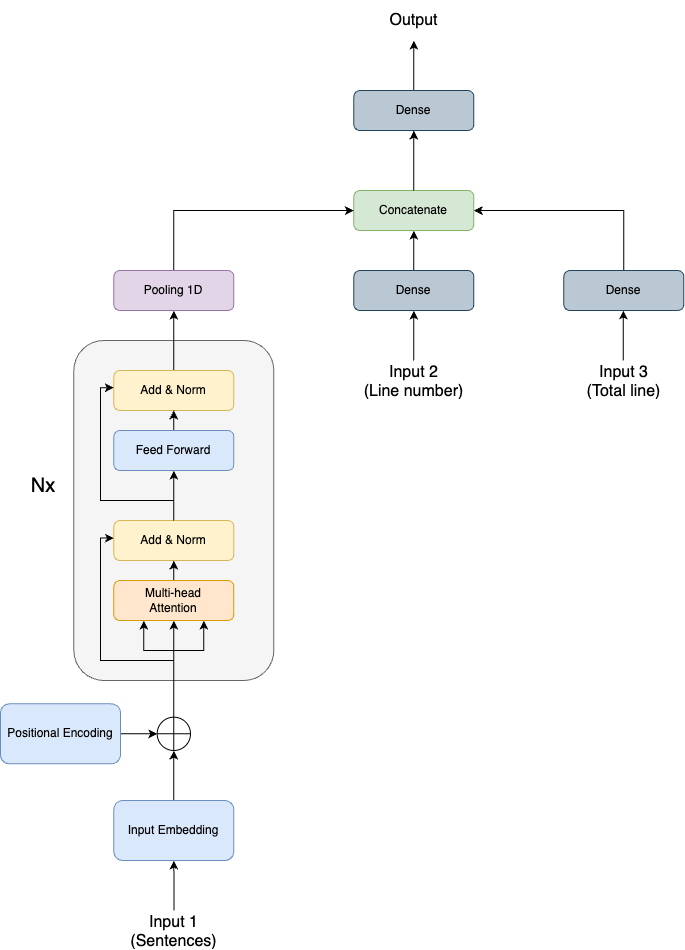 Output
Dense
Concatenate
Pooling 1D
Dense
Dense
Input 2
(Line number)
Input 3
(Total line)
Add & Norm
Feed Forward
Nx
Add & Norm
Multi-head
Attention
Positional Encoding
Input Embedding
Input 1
(Sentences)